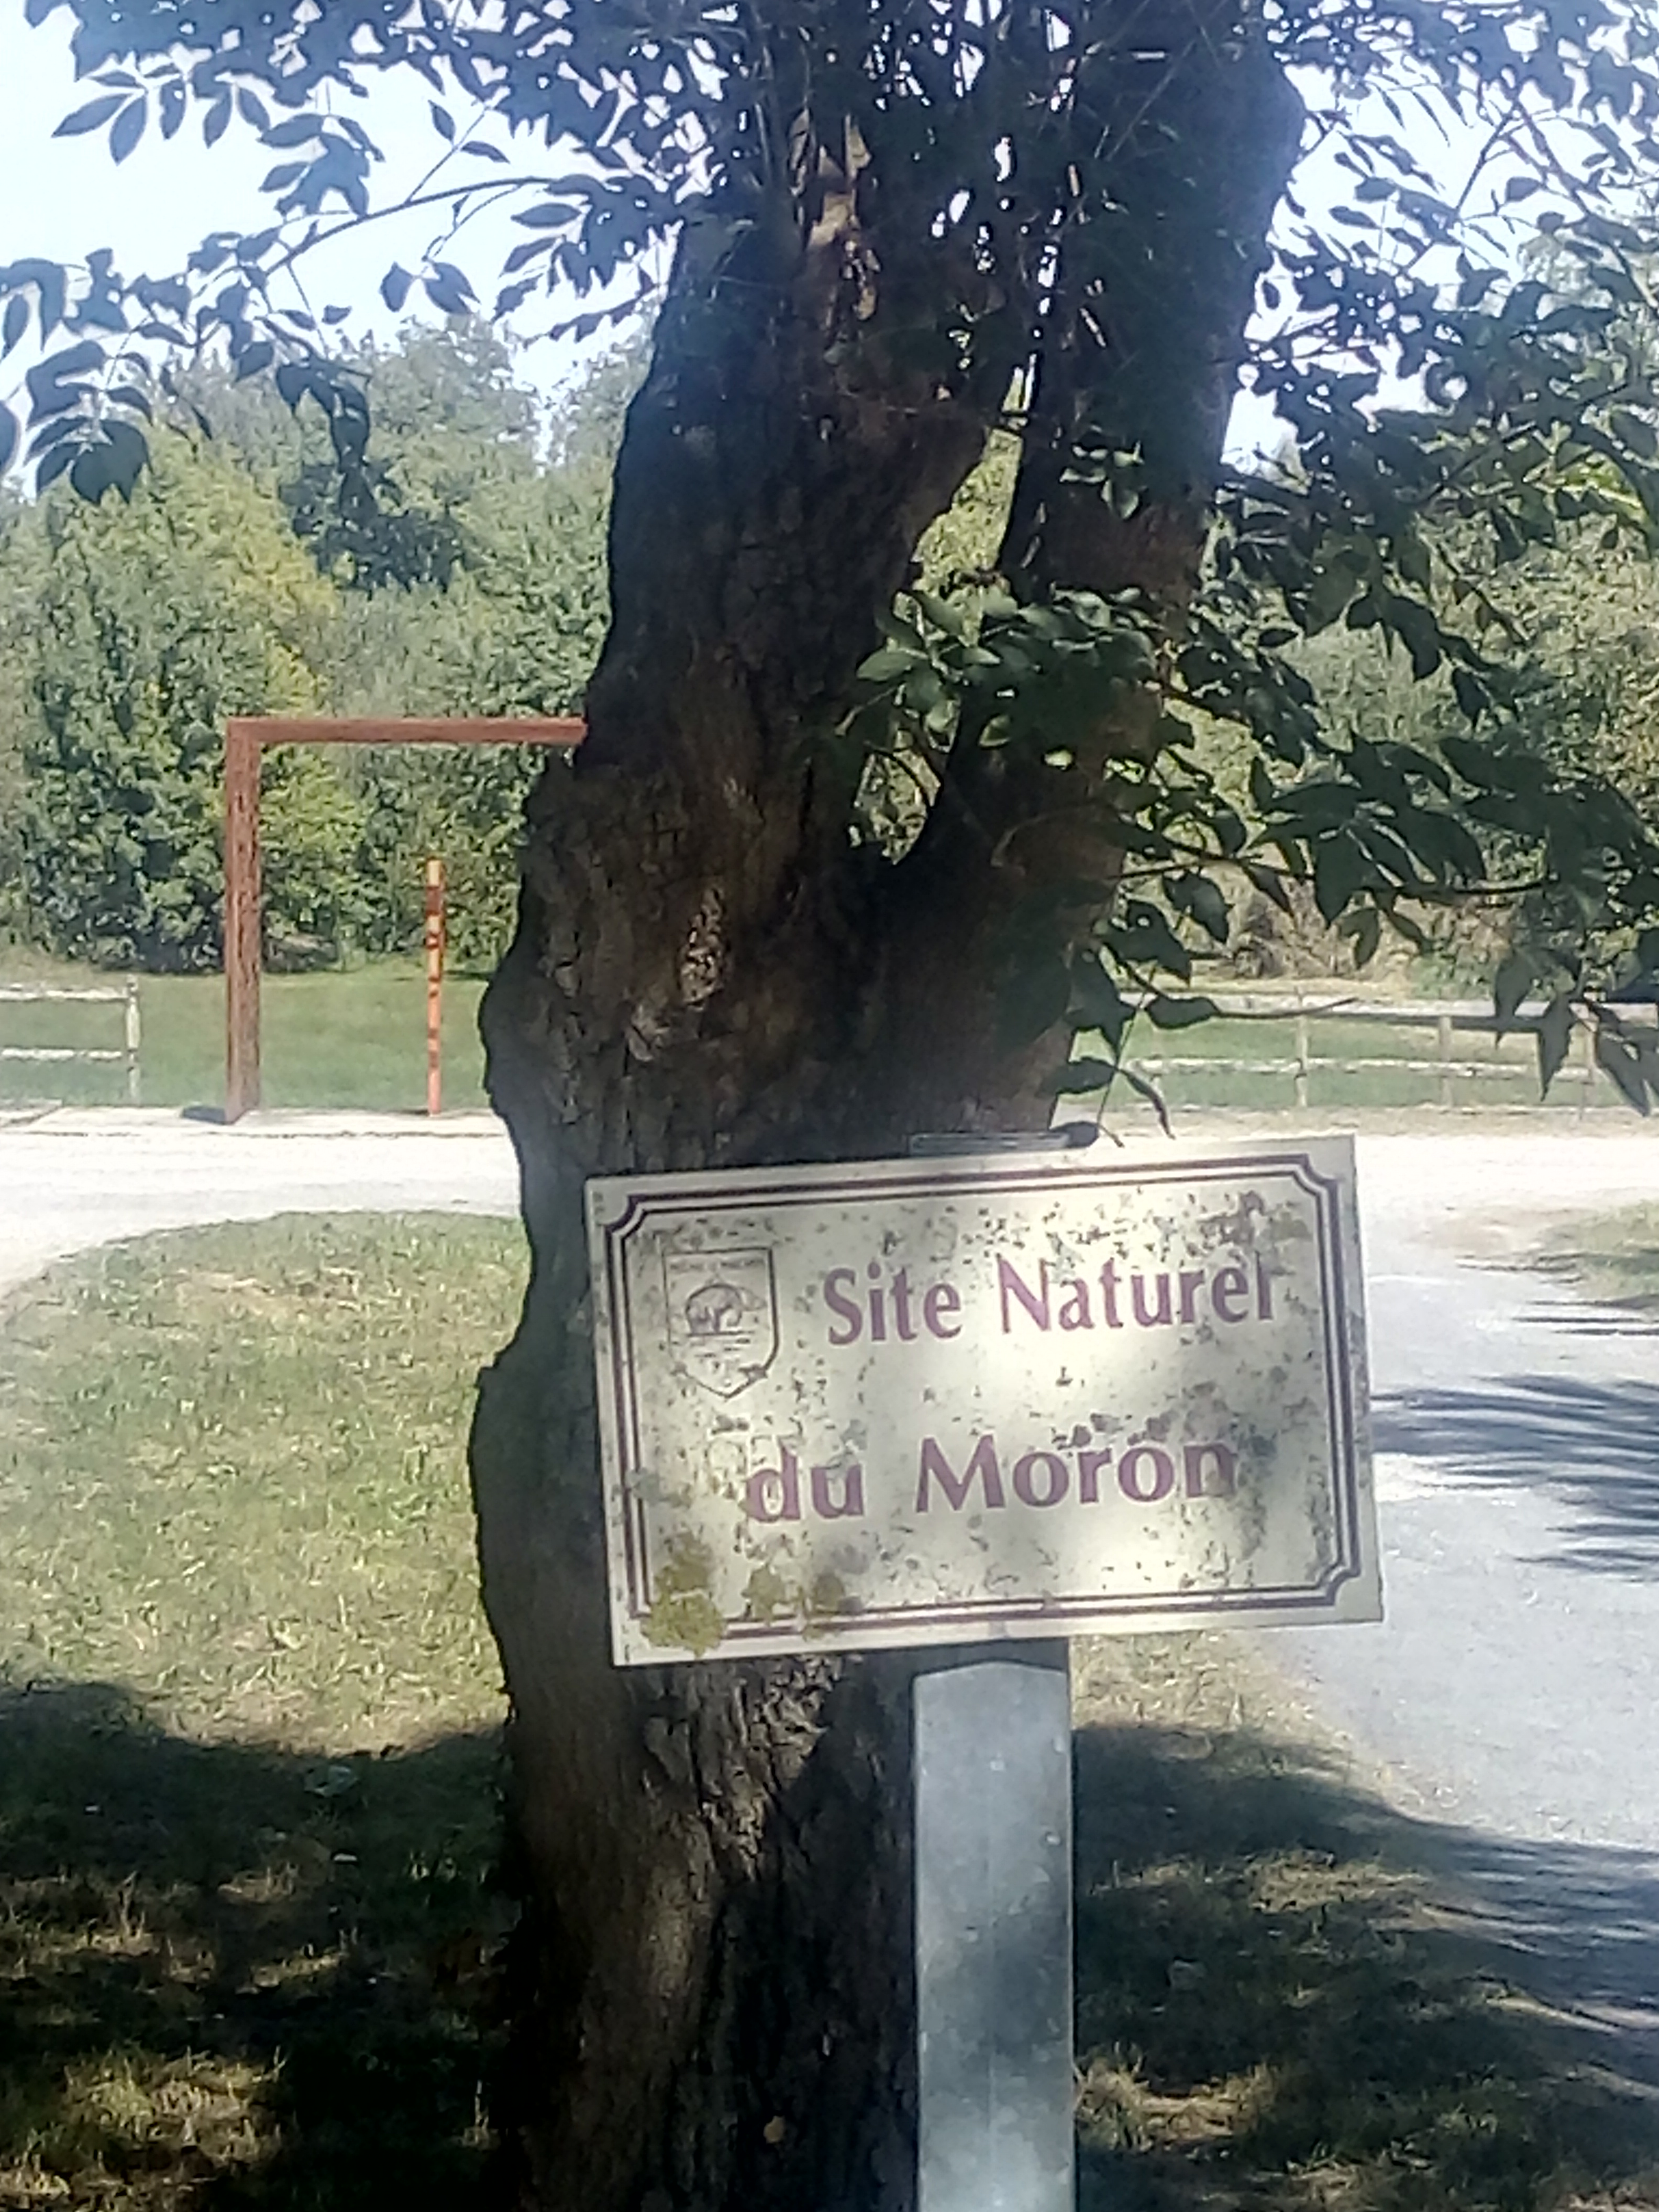 Site Naturel
du Moron